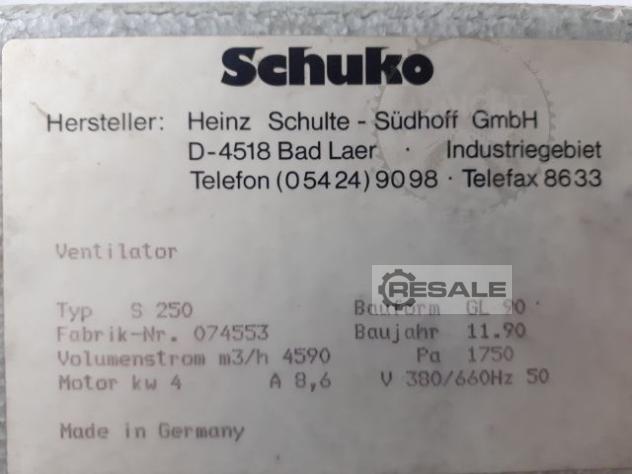 Schuko
Hersteller: Heinz Schulte - Südhoff GmbH
D-4518 Bad Laer · Industriegebiet
Telefon (05424) 9098 · Telefax 8633
Ventilator
RESALE
Typ S 250 Bauform GL 90
Fabrik-Nr. 074553 Baujahr 11.90
Volumenstrom m3/h 4590 Pa 1750
Motor kw 4 A 8,6 V 380/660Hz 50
Made in Germany